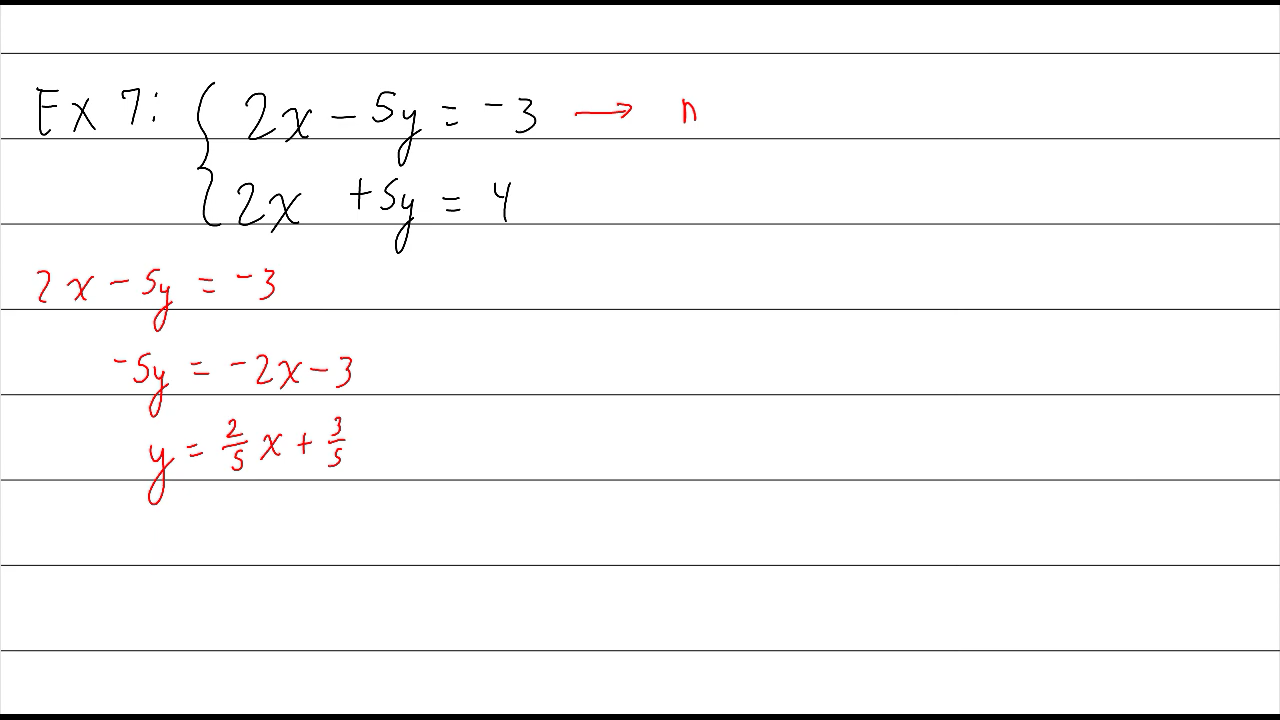 Ex 7: { 2x - 5y = -3 → n
2x + 5y = 4
2x - 5y = -3
-5y = -2x - 3
y = 2/5 x + 3/5